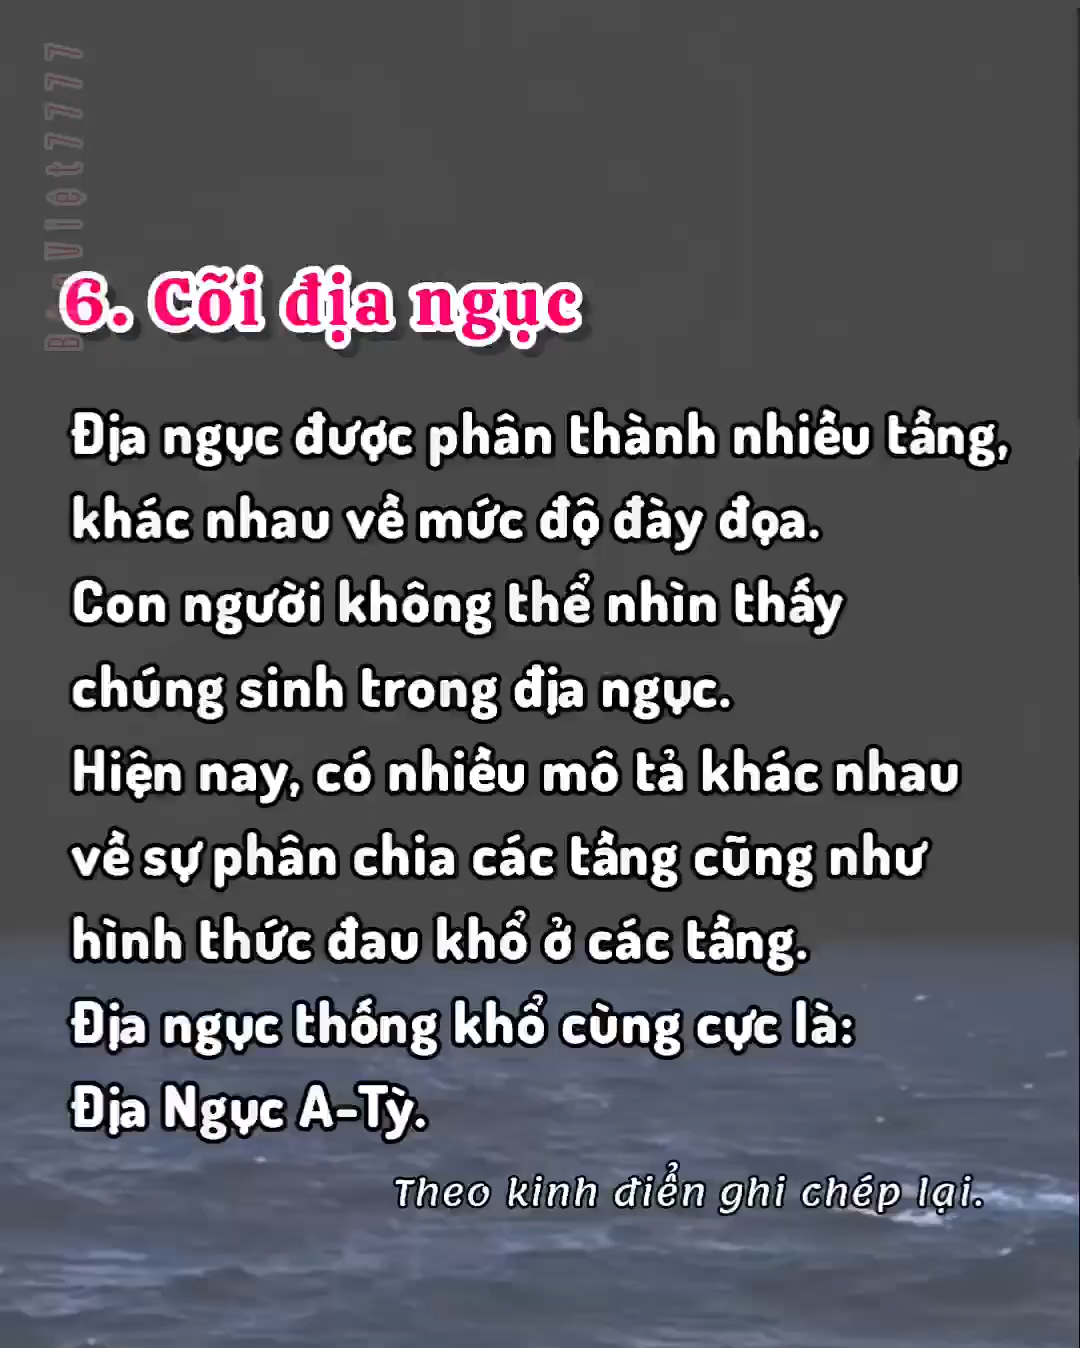 6. Cõi địa ngục
Địa ngục được phân thành nhiều tầng,
khác nhau về mức độ đày đọa.
Con người không thể nhìn thấy
chúng sinh trong địa ngục.
Hiện nay, có nhiều mô tả khác nhau
về sự phân chia các tầng cũng như
hình thức đau khổ ở các tầng.
Địa ngục thống khổ cùng cực là:
Địa Ngục A-Tỳ.
Theo kinh điển ghi chép lại.